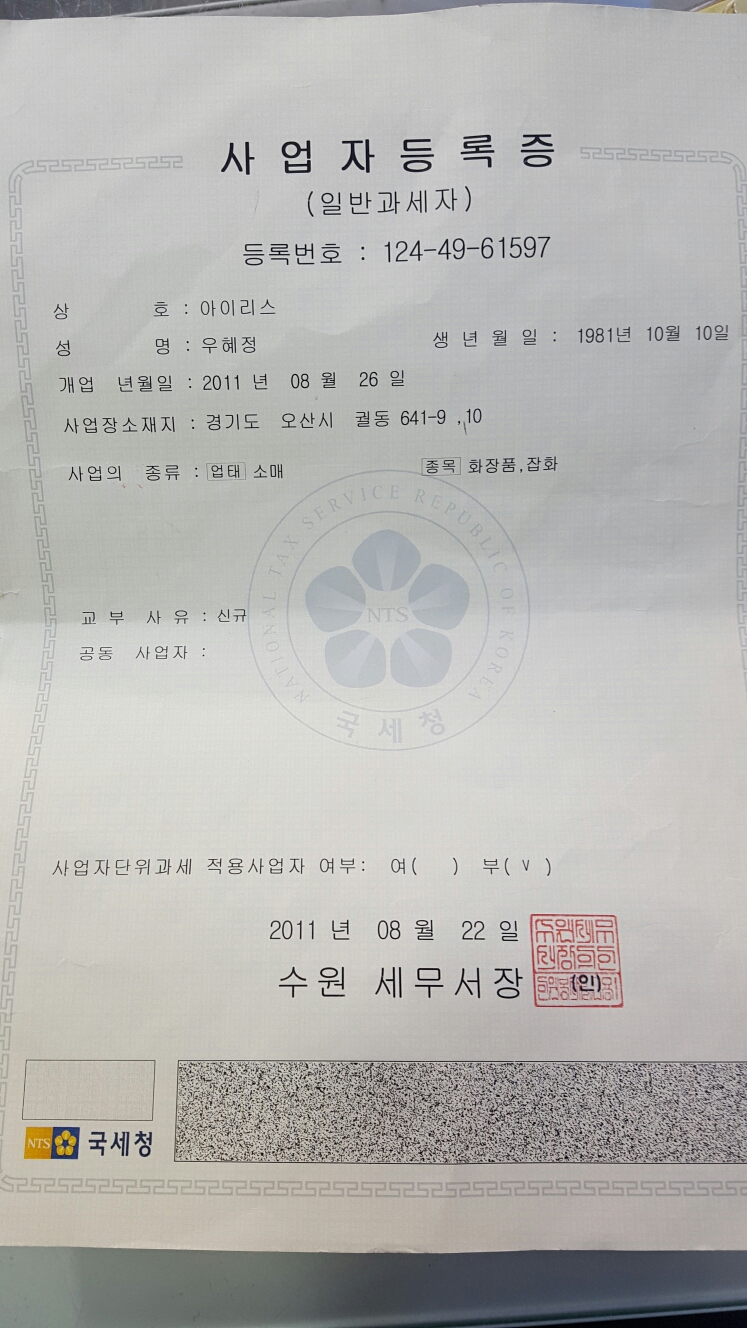 사업자등록증
(일반과세자)
등록번호 : 124-49-61597
상 호 : 아이리스
성 명 : 우혜정 생 년 월 일 : 1981년 10월 10일
개업 년월일 : 2011 년 08 월 26 일
사업장소재지 : 경기도 오산시 궐동 641-9 ,10
사업의 종류 : 업태 소매 종목 화장품,잡화
NATIONAL TAX SERVICE REPUBLIC OF KOREA
NTS
국세청
교 부 사 유 : 신규
공동 사업자 :
사업자단위과세 적용사업자 여부: 여( ) 부( v )
2011 년 08 월 22 일
수원 세무서장 (인)
NTS 국세청